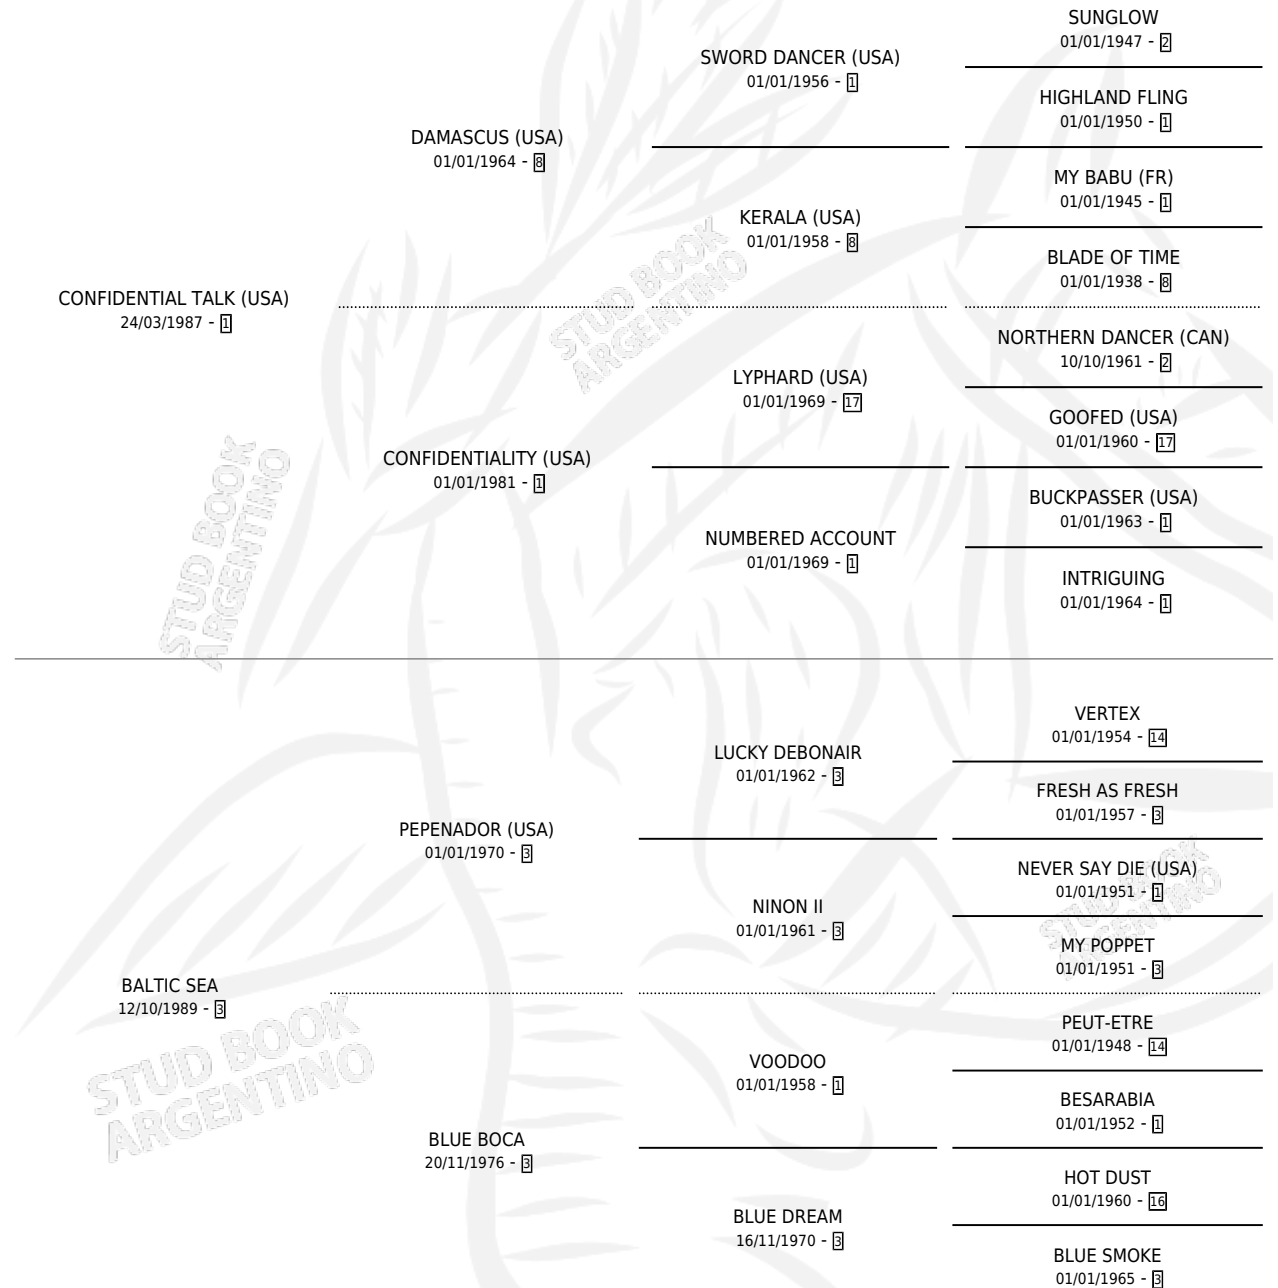 SUNGLOW
01/01/1947 - 2
SWORD DANCER (USA)
01/01/1956 - 1
HIGHLAND FLING
01/01/1950 - 1
DAMASCUS (USA)
01/01/1964 - 8
MY BABU (FR)
01/01/1945 - 1
KERALA (USA)
01/01/1958 - 8
BLADE OF TIME
01/01/1938 - 8
CONFIDENTIAL TALK (USA)
24/03/1987 - 1
NORTHERN DANCER (CAN)
10/10/1961 - 2
LYPHARD (USA)
01/01/1969 - 17
GOOFED (USA)
01/01/1960 - 17
CONFIDENTIALITY (USA)
01/01/1981 - 1
BUCKPASSER (USA)
01/01/1963 - 1
NUMBERED ACCOUNT
01/01/1969 - 1
INTRIGUING
01/01/1964 - 1
STUD BOOK
ARGENTINO
STUD BOOK
ARGENTINO
VERTEX
01/01/1954 - 14
LUCKY DEBONAIR
01/01/1962 - 3
FRESH AS FRESH
01/01/1957 - 3
PEPENADOR (USA)
01/01/1970 - 3
NEVER SAY DIE (USA)
01/01/1951 - 1
NINON II
01/01/1961 - 3
MY POPPET
01/01/1951 - 3
BALTIC SEA
12/10/1989 - 3
PEUT-ETRE
01/01/1948 - 14
VOODOO
01/01/1958 - 1
BESARABIA
01/01/1952 - 1
BLUE BOCA
20/11/1976 - 3
HOT DUST
01/01/1960 - 16
BLUE DREAM
16/11/1970 - 3
BLUE SMOKE
01/01/1965 - 3
STUD BOOK
ARGENTINO
STUD BOOK
ARGENTINO